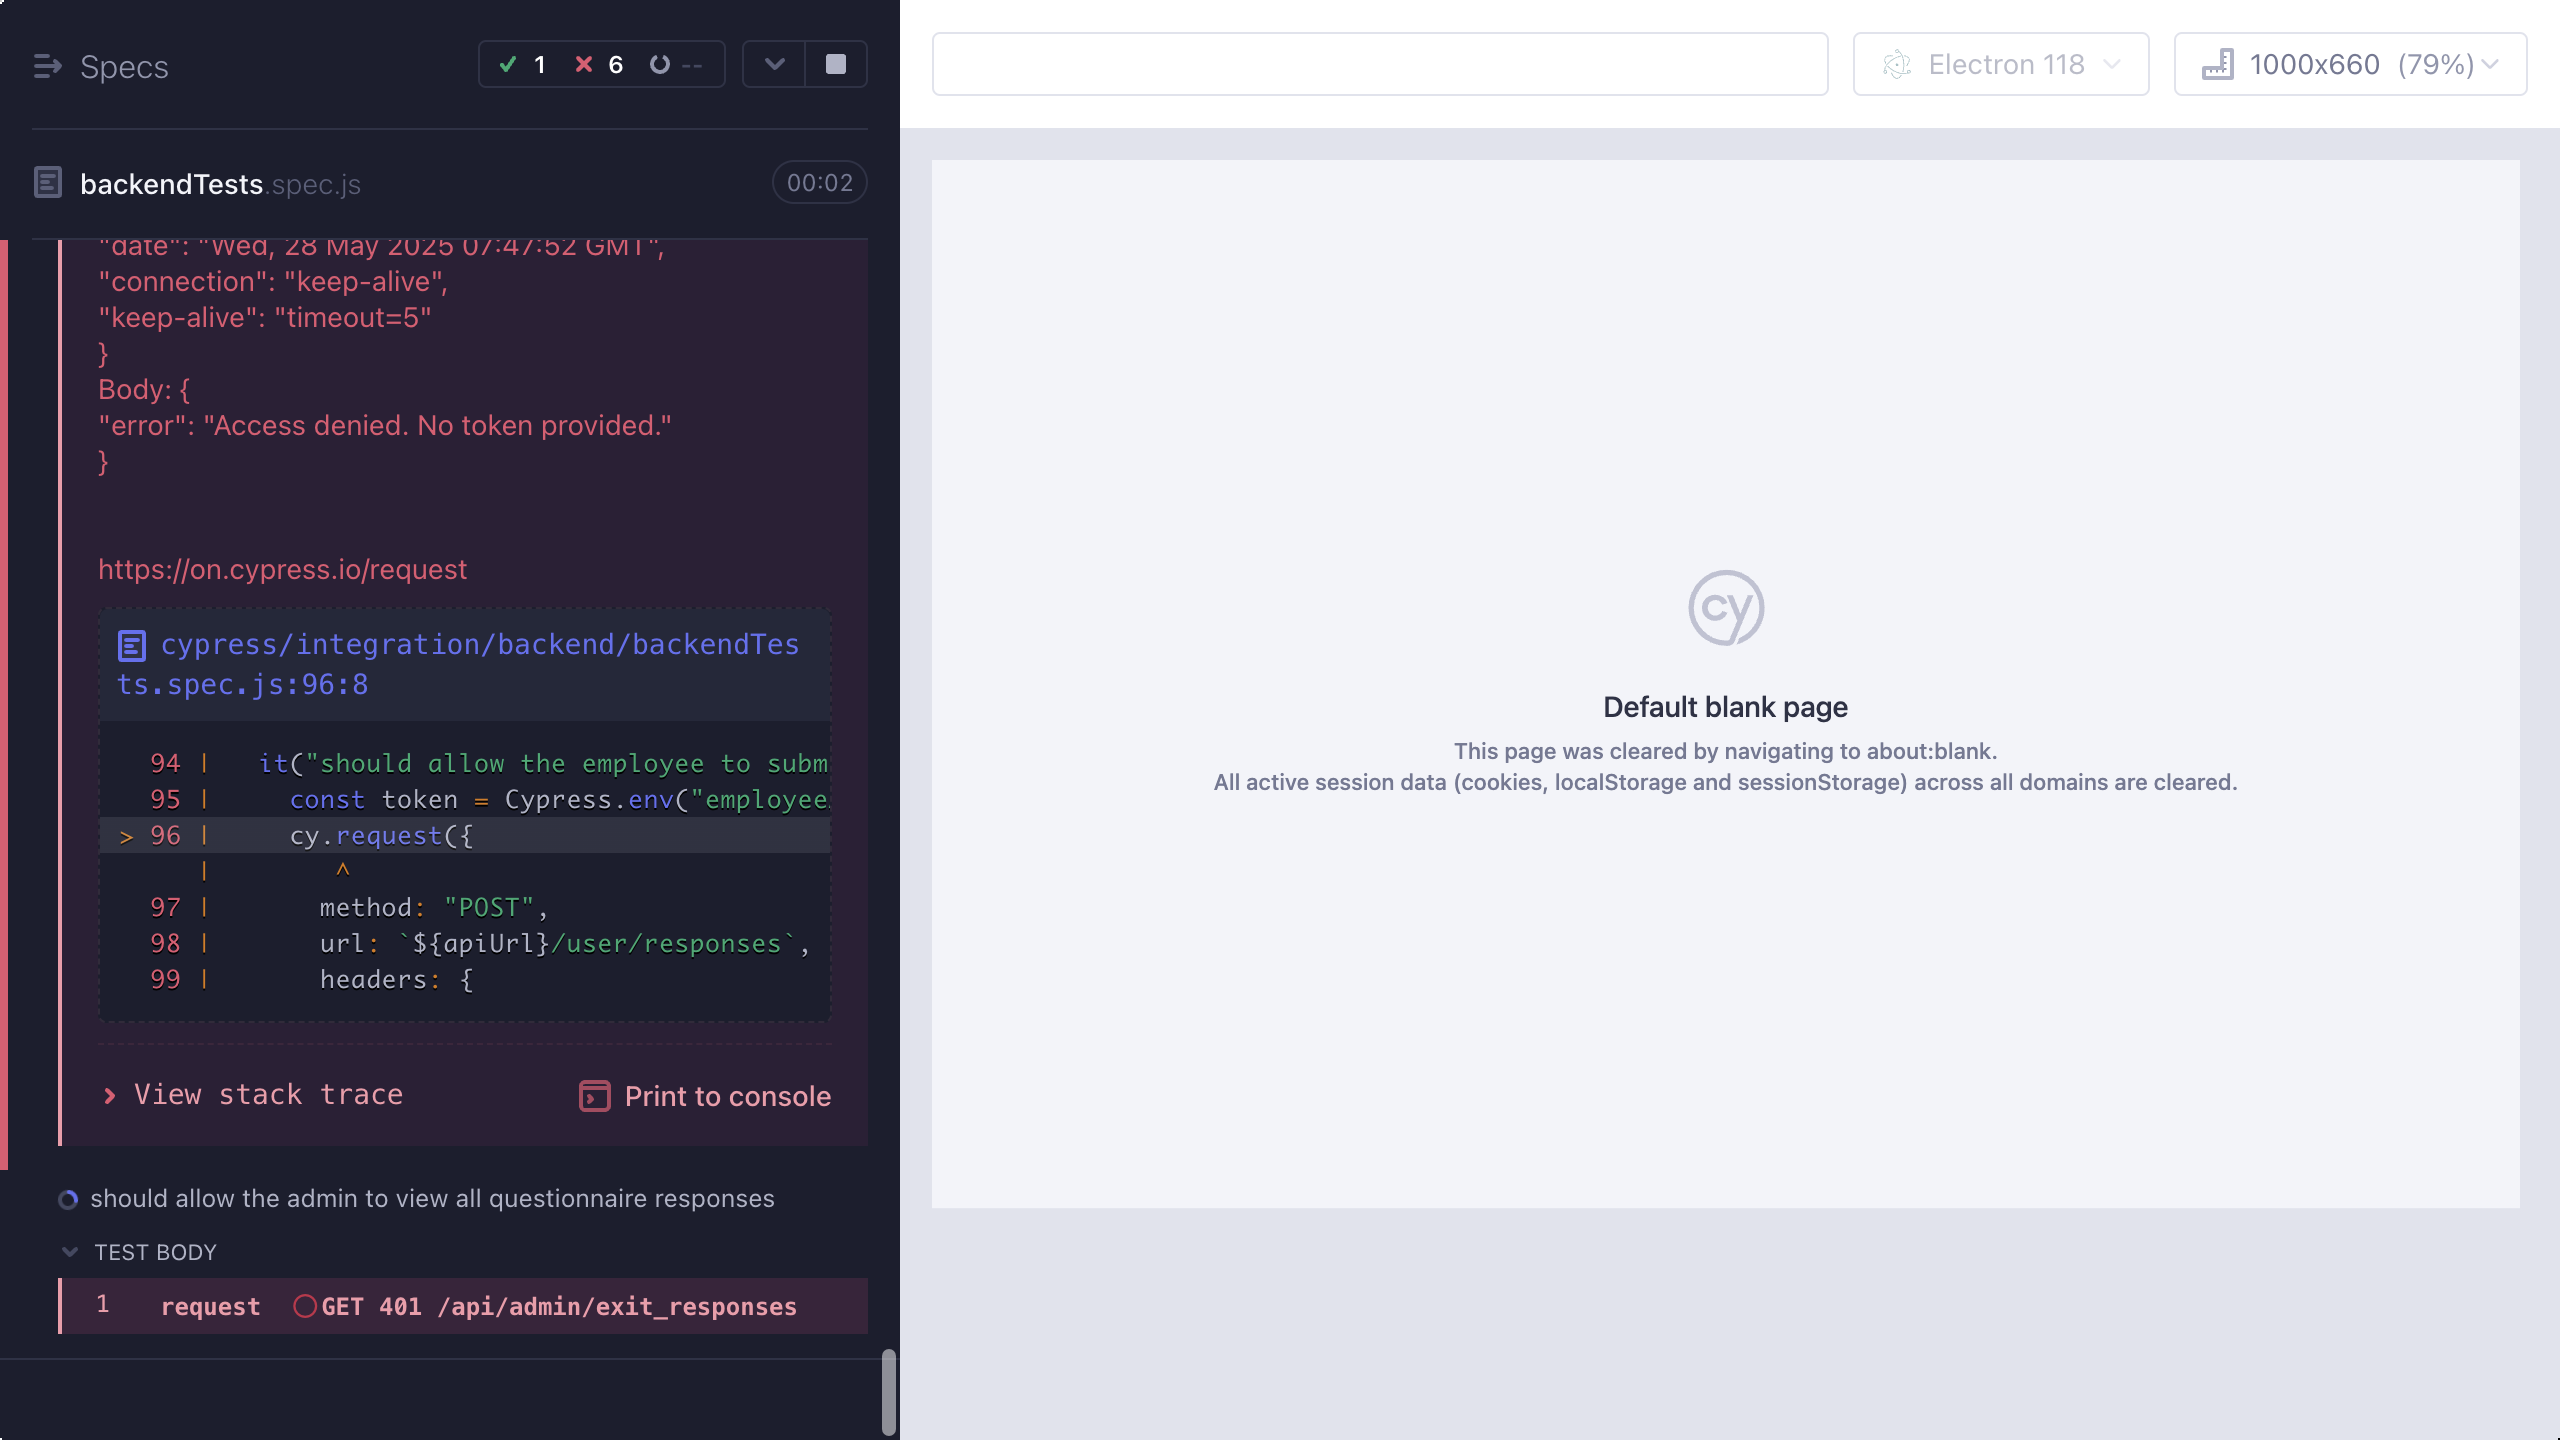 Specs
1 6 --
backendTests.spec.js
00:02
"date": "Wed, 28 May 2025 07:47:52 GMT",
"connection": "keep-alive",
"keep-alive": "timeout=5"
}
Body: {
"error": "Access denied. No token provided."
}
https://on.cypress.io/request
cypress/integration/backend/backendTes
ts.spec.js:96:8
94 | it("should allow the employee to subm
95 | const token = Cypress.env("employee
> 96 | cy.request({
| ^
97 | method: "POST",
98 | url: `${apiUrl}/user/responses`,
99 | headers: {
View stack trace
Print to console
should allow the admin to view all questionnaire responses
TEST BODY
1 request GET 401 /api/admin/exit_responses
Electron 118
1000x660 (79%)
cy
Default blank page
This page was cleared by navigating to about:blank.
All active session data (cookies, localStorage and sessionStorage) across all domains are cleared.